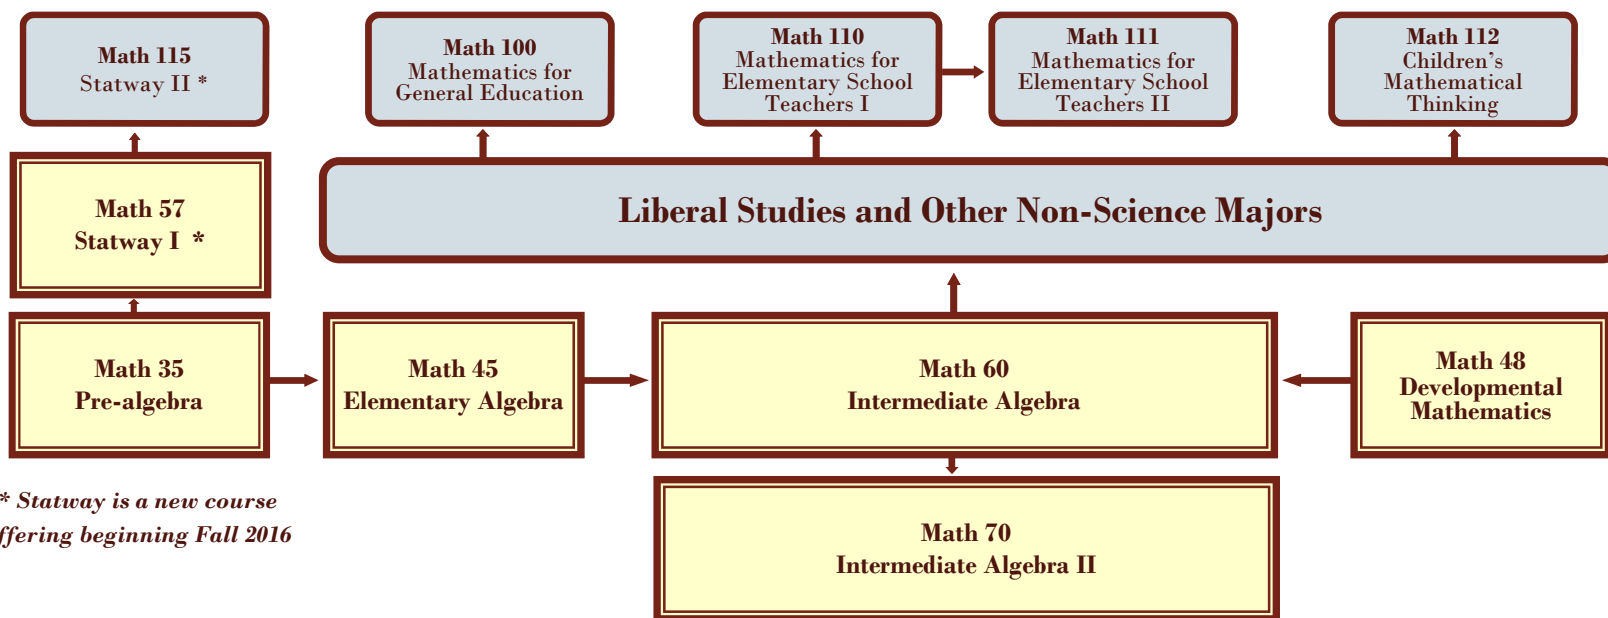 Math 115
Statway II *
Math 100
Mathematics for
General Education
Math 110
Mathematics for
Elementary School
Teachers I
Math 111
Mathematics for
Elementary School
Teachers II
Math 112
Children's
Mathematical
Thinking
Math 57
Statway I *
Liberal Studies and Other Non-Science Majors
Math 35
Pre-algebra
Math 45
Elementary Algebra
Math 60
Intermediate Algebra
Math 48
Developmental
Mathematics
* Statway is a new course
ffering beginning Fall 2016
Math 70
Intermediate Algebra II